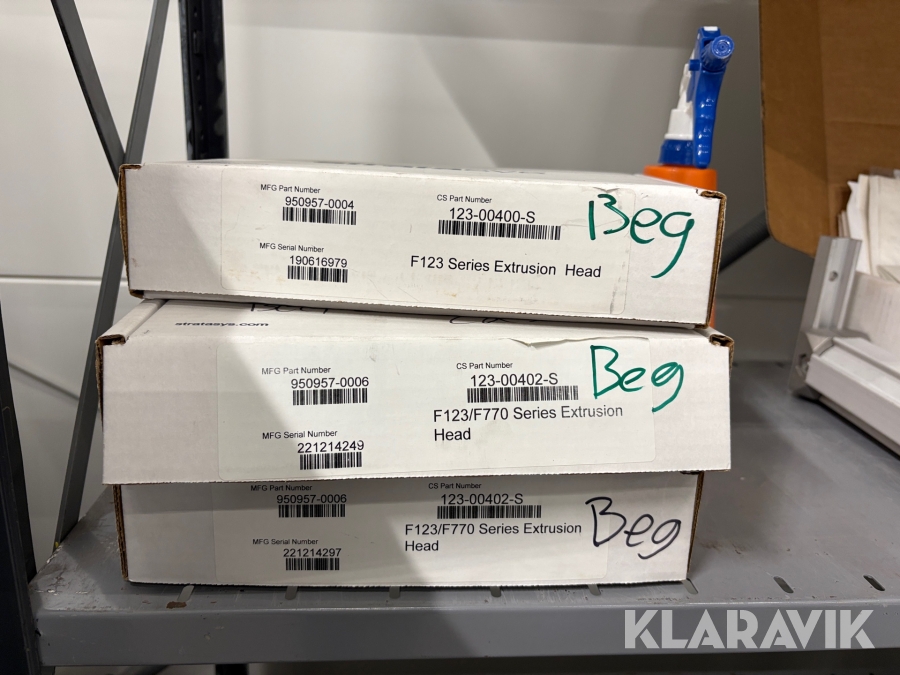 MFG Part Number
950957-0004
CS Part Number
123-00400-S
Beg
MFG Serial Number
190616979
F123 Series Extrusion Head
stratasys.com
MFG Part Number
950957-0006
CS Part Number
123-00402-S
Beg
F123/F770 Series Extrusion
Head
MFG Serial Number
221214249
MFG Part Number
950957-0006
CS Part Number
123-00402-S
Beg
F123/F770 Series Extrusion
Head
MFG Serial Number
221214297
KLARAVIK